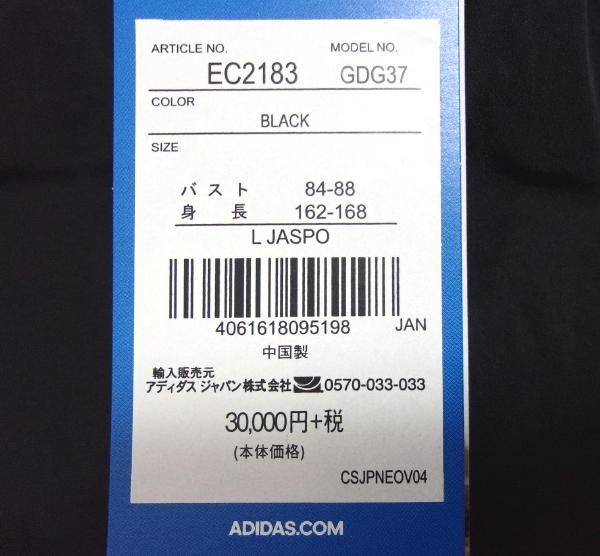 ARTICLE NO. MODEL NO.
EC2183 GDG37
COLOR
BLACK
SIZE
バスト 84-88
身長 162-168
L JASPO
4061618095198 JAN
中国製
輸入販売元
アディダス ジャパン株式会社 0570-033-033
30,000円+税
(本体価格)
CSJPNEOV04
ADIDAS.COM